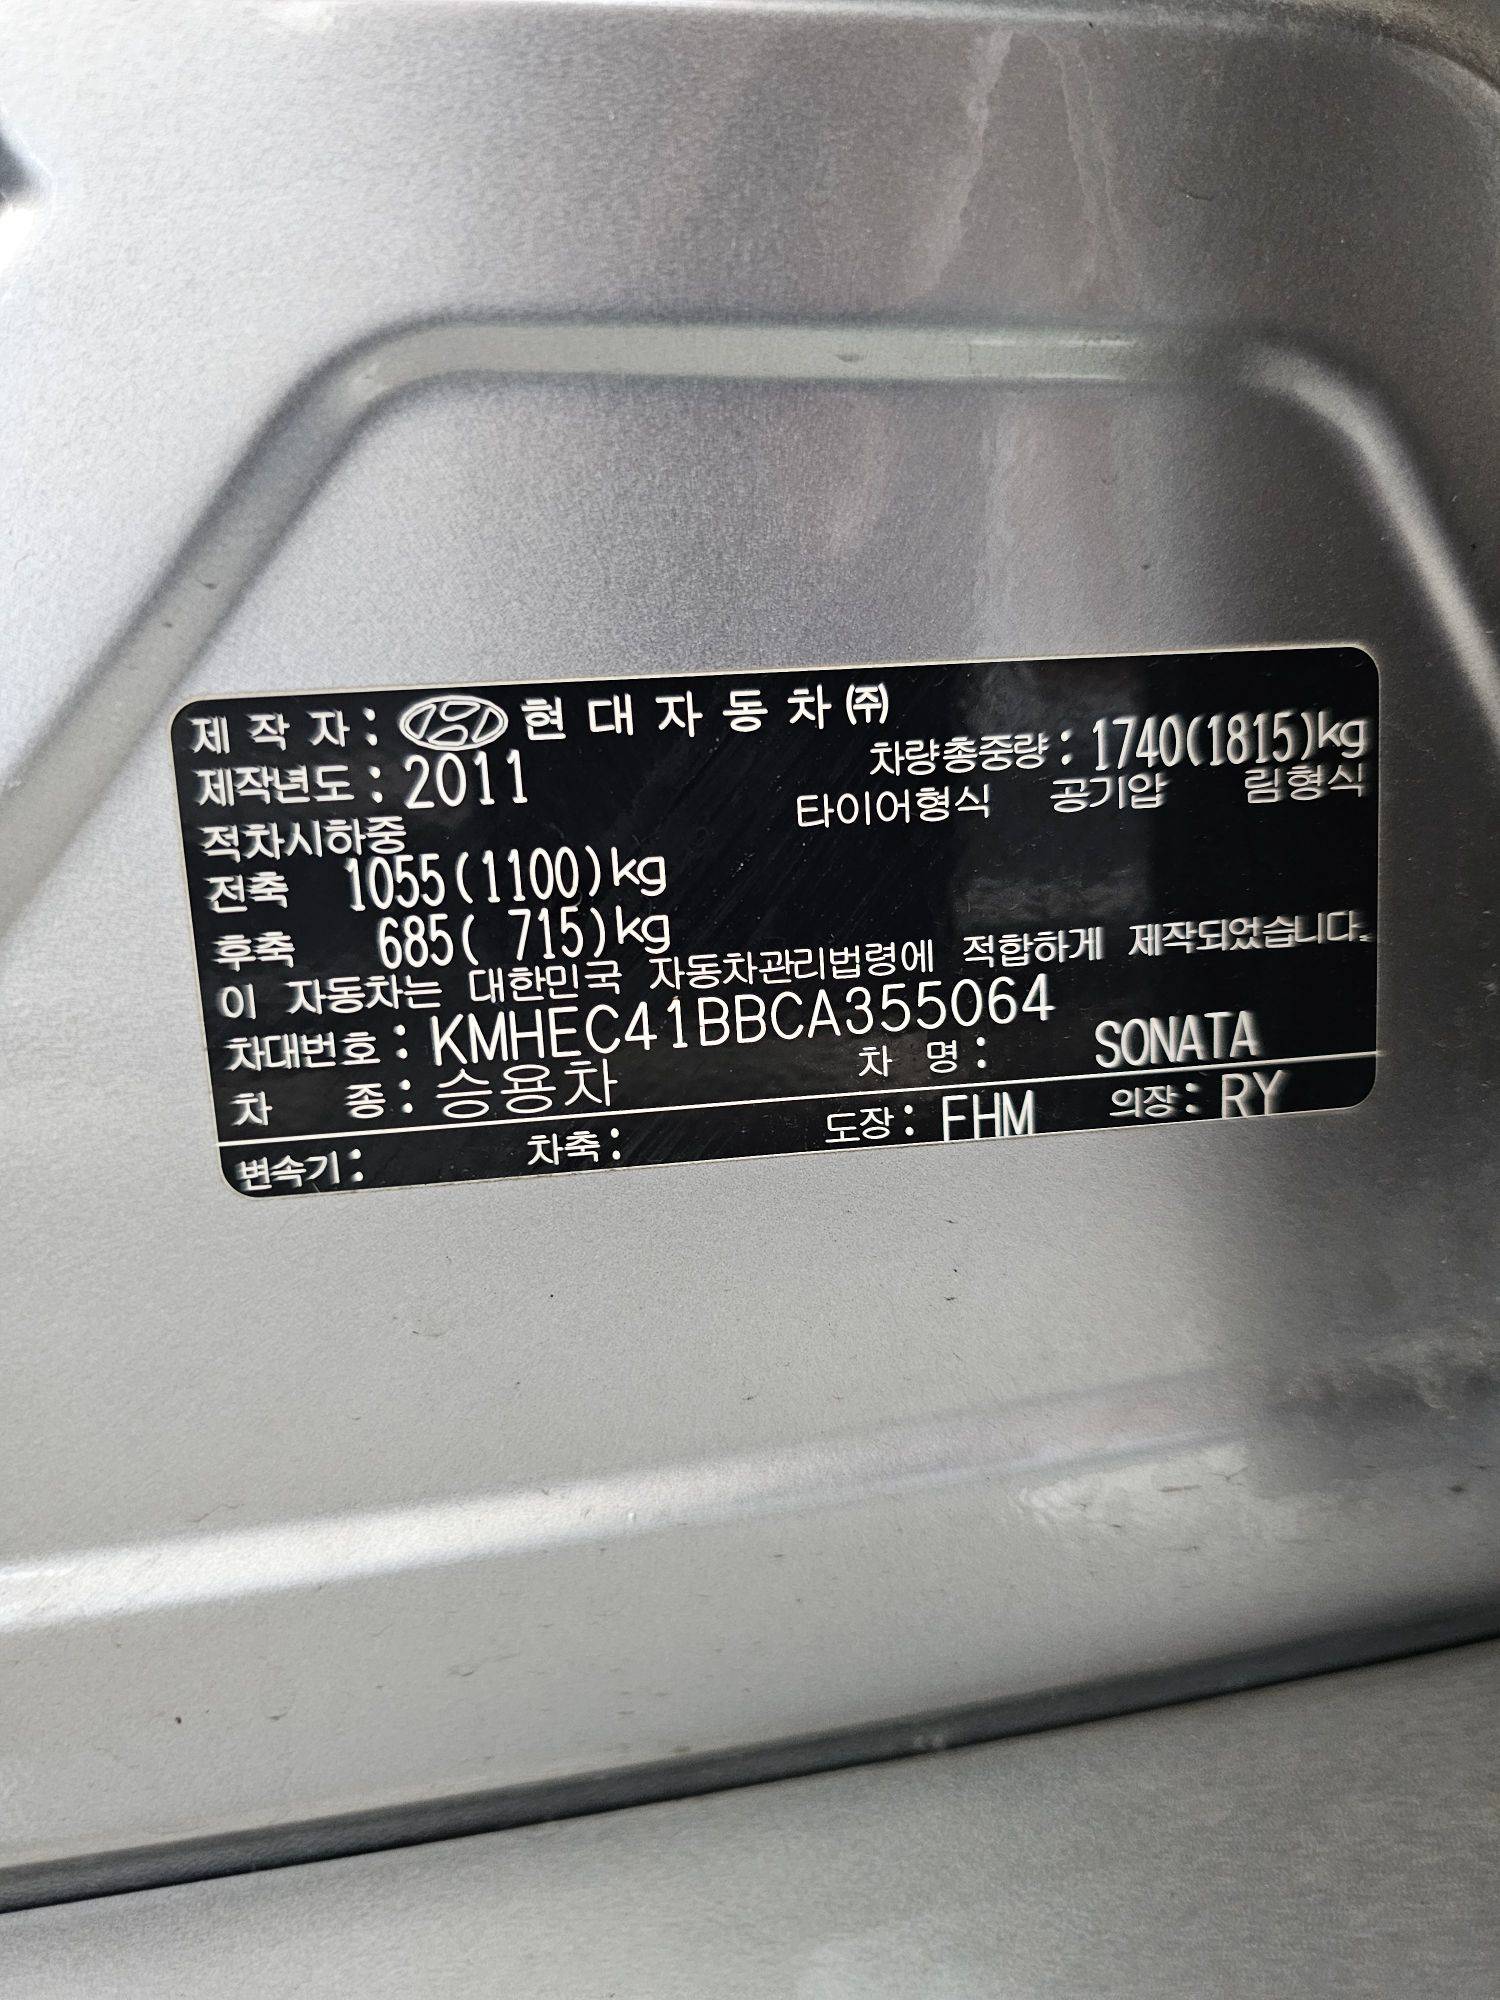 제 작 자 : 현 대 자 동 차 ㈜
제작년도 : 2011 차량총중량 : 1740(1815)kg
적차시하중 타이어형식 공기압 림형식
전축 1055(1100)kg
후축 685( 715)kg
이 자동차는 대한민국 자동차관리법령에 적합하게 제작되었습니다.
차대번호 : KMHEC41BBCA355064
차 종 : 승용차 차 명 : SONATA
변속기 : 차축 : 도장 : FHM 의장 : RY